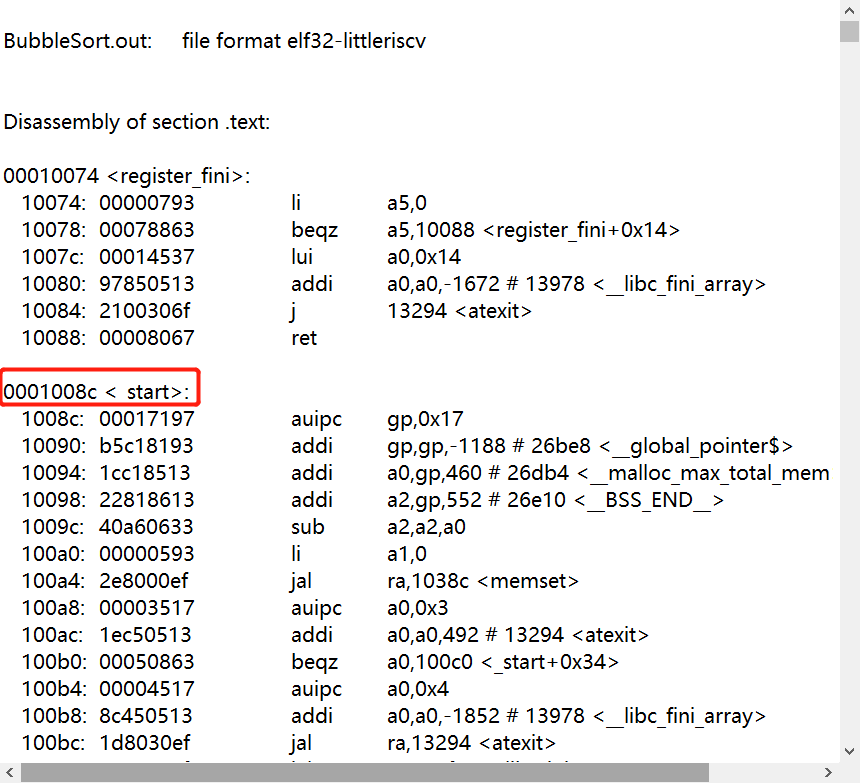 BubbleSort.out:     file format elf32-littleriscv
Disassembly of section .text:
00010074 <register_fini>:
10074: 00000793 li a5,0
10078: 00078863 beqz a5,10088 <register_fini+0x14>
1007c: 00014537 lui a0,0x14
10080: 97850513 addi a0,a0,-1672 # 13978 <__libc_fini_array>
10084: 2100306f j 13294 <atexit>
10088: 00008067 ret
0001008c <_start>:
1008c: 00017197 auipc gp,0x17
10090: b5c18193 addi gp,gp,-1188 # 26be8 <__global_pointer$>
10094: 1cc18513 addi a0,gp,460 # 26db4 <__malloc_max_total_mem
10098: 22818613 addi a2,gp,552 # 26e10 <__BSS_END__>
1009c: 40a60633 sub a2,a2,a0
100a0: 00000593 li a1,0
100a4: 2e8000ef jal ra,1038c <memset>
100a8: 00003517 auipc a0,0x3
100ac: 1ec50513 addi a0,a0,492 # 13294 <atexit>
100b0: 00050863 beqz a0,100c0 <_start+0x34>
100b4: 00004517 auipc a0,0x4
100b8: 8c450513 addi a0,a0,-1852 # 13978 <__libc_fini_array>
100bc: 1d8030ef jal ra,13294 <atexit>